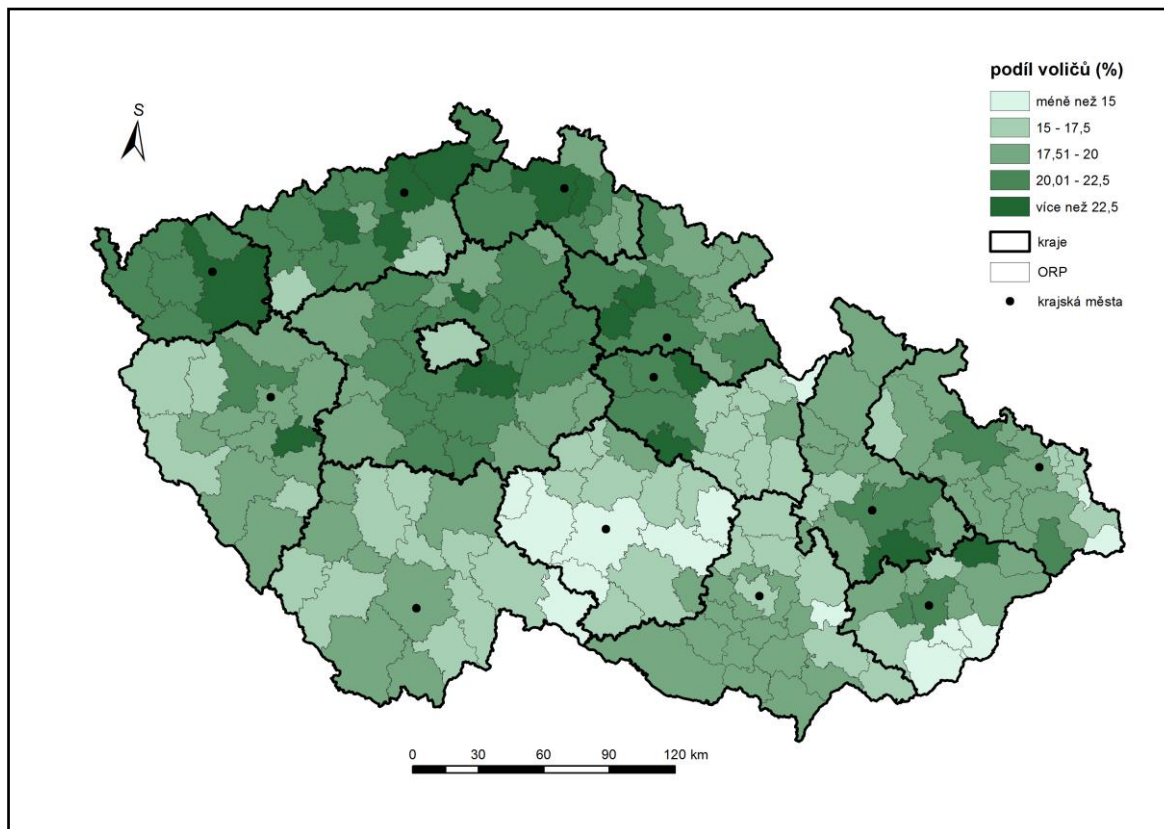 podíl voličů (%)
méně než 15
15 - 17,5
17,51 - 20
20,01 - 22,5
více než 22,5
kraje
ORP
krajská města
S
0 30 60 90 120 km